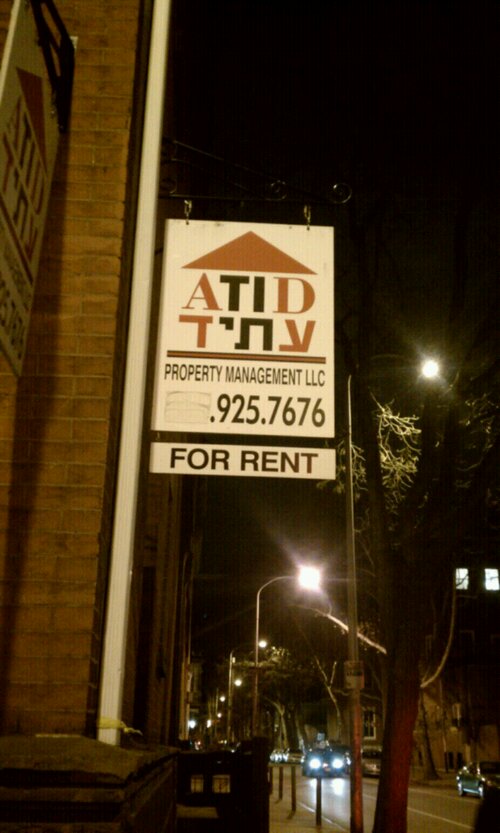 ATID
עתיד
PROPERTY MANAGEMENT LLC
.925.7676
FOR RENT